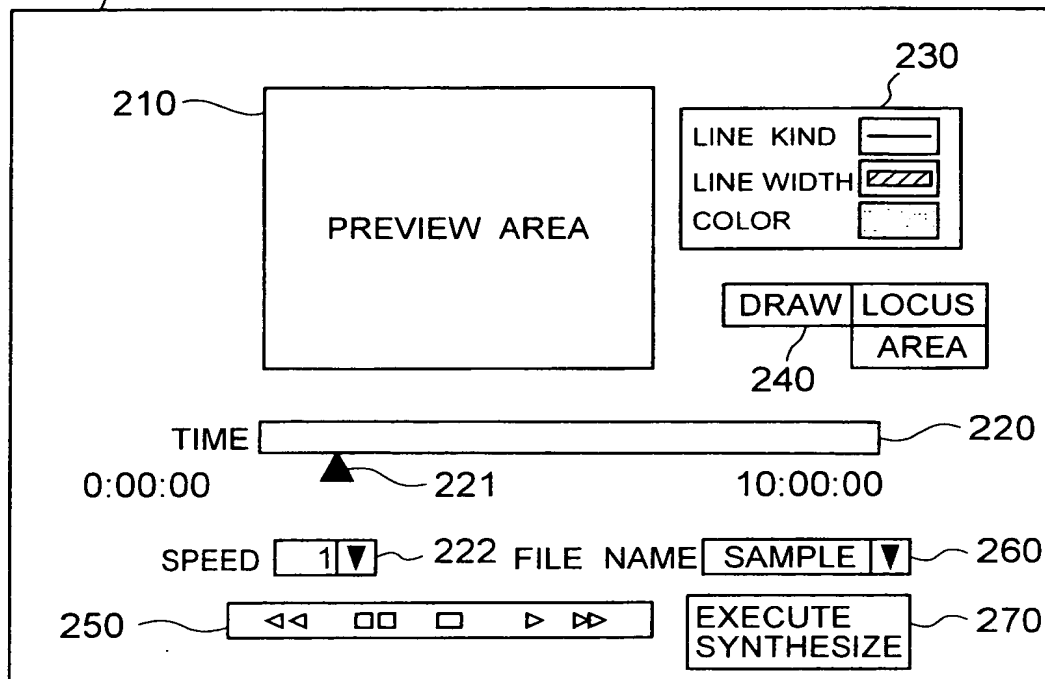 230
210
LINE KIND
LINE WIDTH
COLOR
PREVIEW AREA
DRAW LOCUS
AREA
240
TIME
220
0:00:00
221
10:00:00
SPEED 1
222
FILE NAME SAMPLE
260
250
EXECUTE
SYNTHESIZE
270